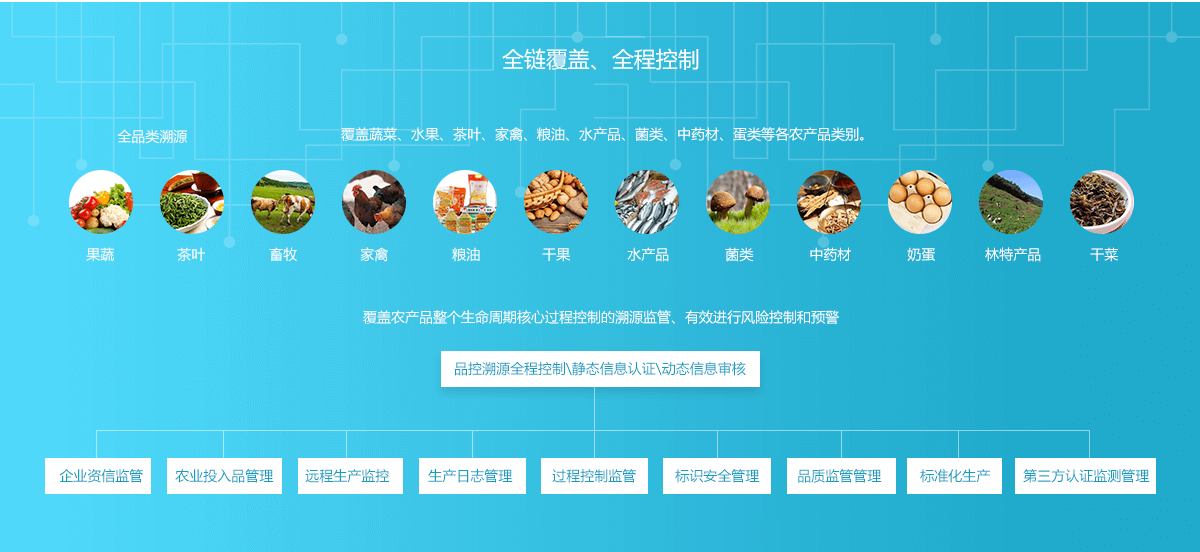 全链覆盖、全程控制
全品类溯源
覆盖蔬菜、水果、茶叶、家禽、粮油、水产品、菌类、中药材、蛋类等各农产品类别。
果蔬
茶叶
畜牧
家禽
粮油
干果
水产品
菌类
中药材
奶蛋
林特产品
干菜
覆盖农产品整个生命周期核心过程控制的溯源监管、有效进行风险控制和预警
品控溯源全程控制\静态信息认证\动态信息审核
企业资信监管
农业投入品管理
远程生产监控
生产日志管理
过程控制监管
标识安全管理
品质监管管理
标准化生产
第三方认证监测管理